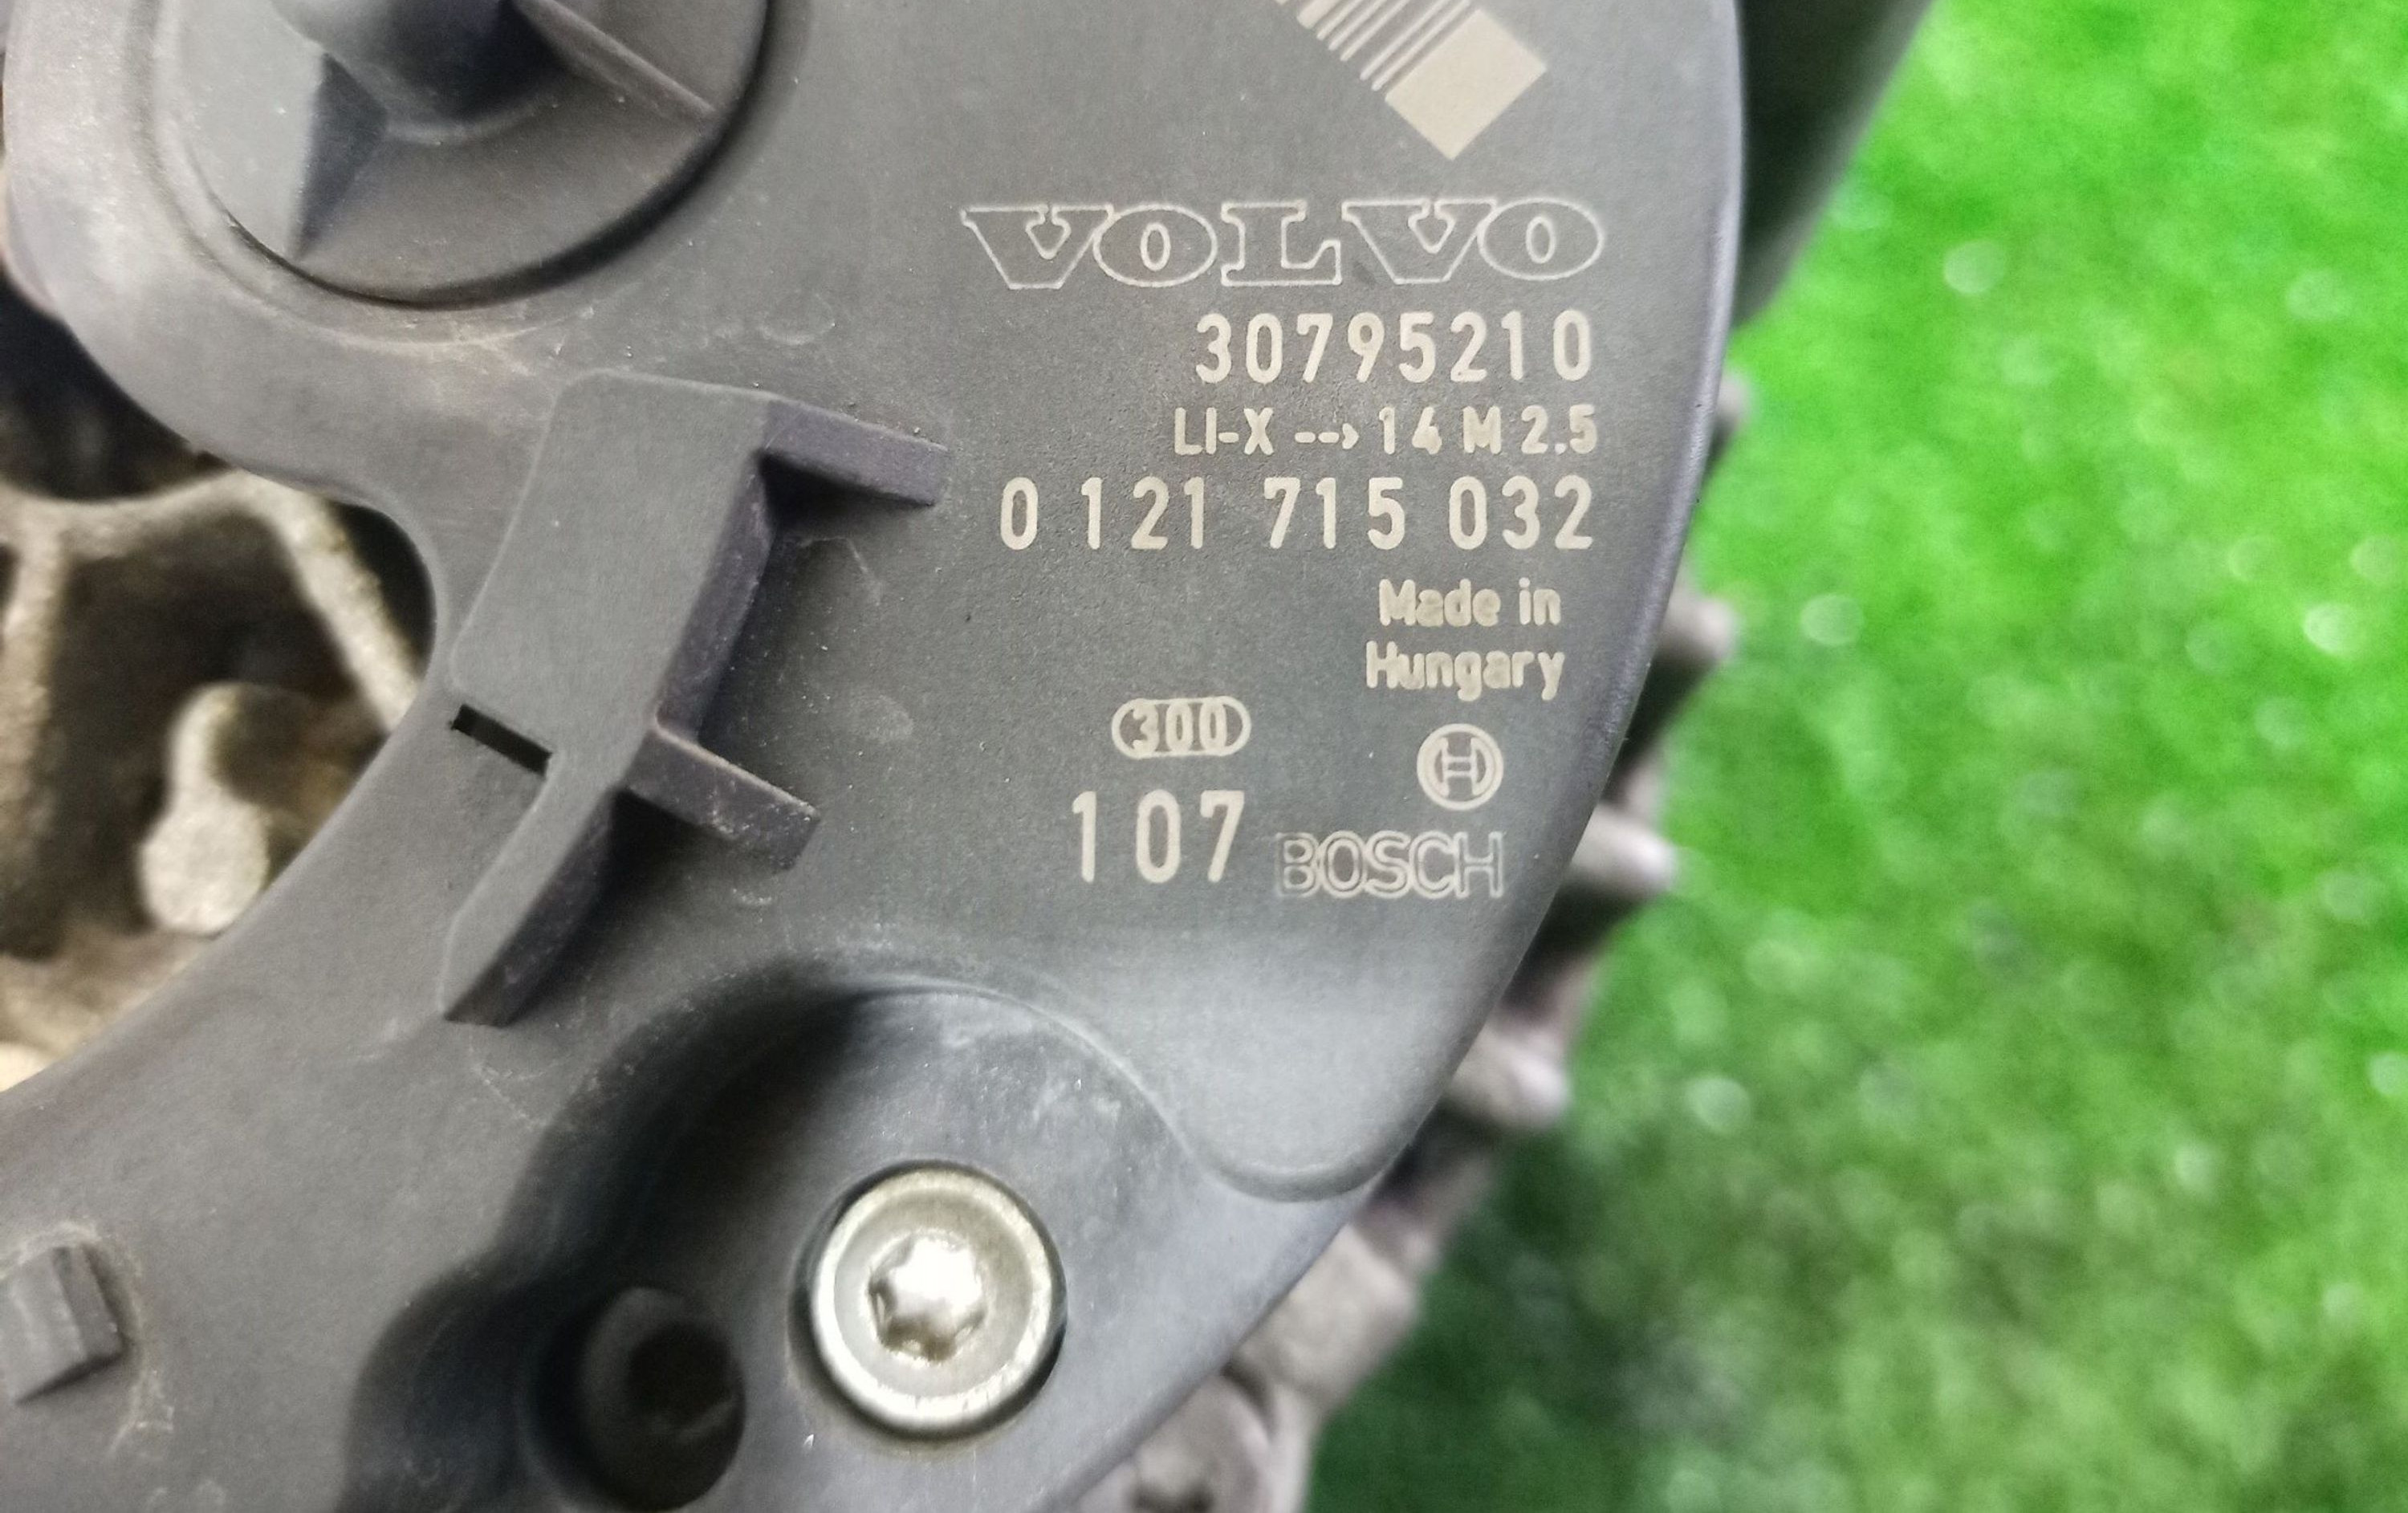 VOLVO
30795210
LI-X --> 14 M 2.5
0 121 715 032
Made in
Hungary
300
107
BOSCH